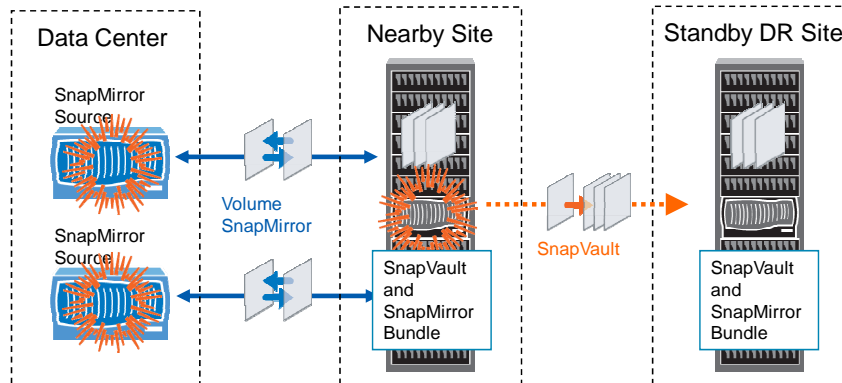 Data Center
Nearby Site
Standby DR Site
SnapMirror
Source
Volume
SnapMirror
SnapVault
SnapMirror
Source
SnapVault
and
SnapMirror
Bundle
SnapVault
and
SnapMirror
Bundle